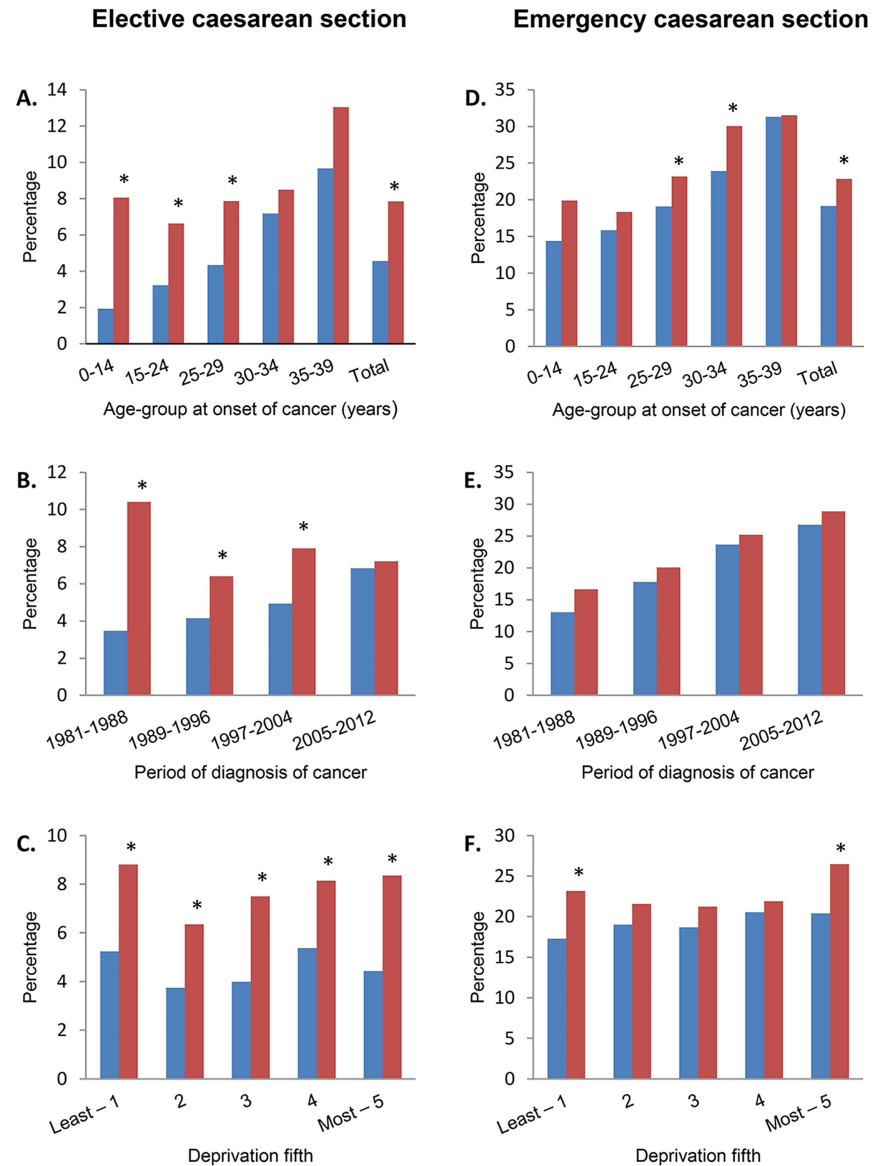 Elective caesarean section
Emergency caesarean section
A.
14
12
10
8
6
4
2
0
Percentage
* * * *
0-14 15-24 25-29 30-34 35-39 Total
Age-group at onset of cancer (years)
D.
35
30
25
20
15
10
5
0
Percentage
* * *
0-14 15-24 25-29 30-34 35-39 Total
Age-group at onset of cancer (years)
B.
12
10
8
6
4
2
0
Percentage
* * *
1981-1988 1989-1996 1997-2004 2005-2012
Period of diagnosis of cancer
E.
35
30
25
20
15
10
5
0
Percentage
1981-1988 1989-1996 1997-2004 2005-2012
Period of diagnosis of cancer
C.
10
8
6
4
2
0
Percentage
* * * * *
Least – 1 2 3 4 Most – 5
Deprivation fifth
F.
30
25
20
15
10
5
0
Percentage
* *
Least – 1 2 3 4 Most – 5
Deprivation fifth